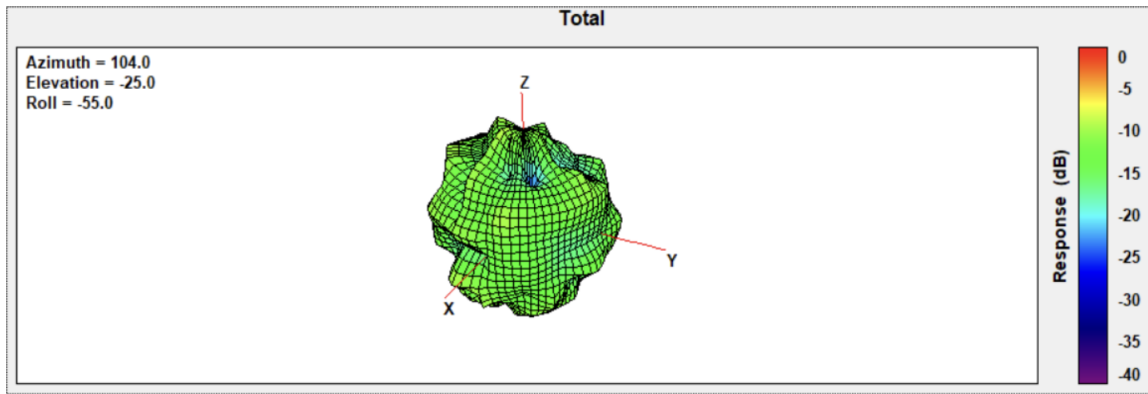 Total
Azimuth = 104.0
Elevation = -25.0
Roll = -55.0
Z
Y
X
Response (dB)
0
-5
-10
-15
-20
-25
-30
-35
-40